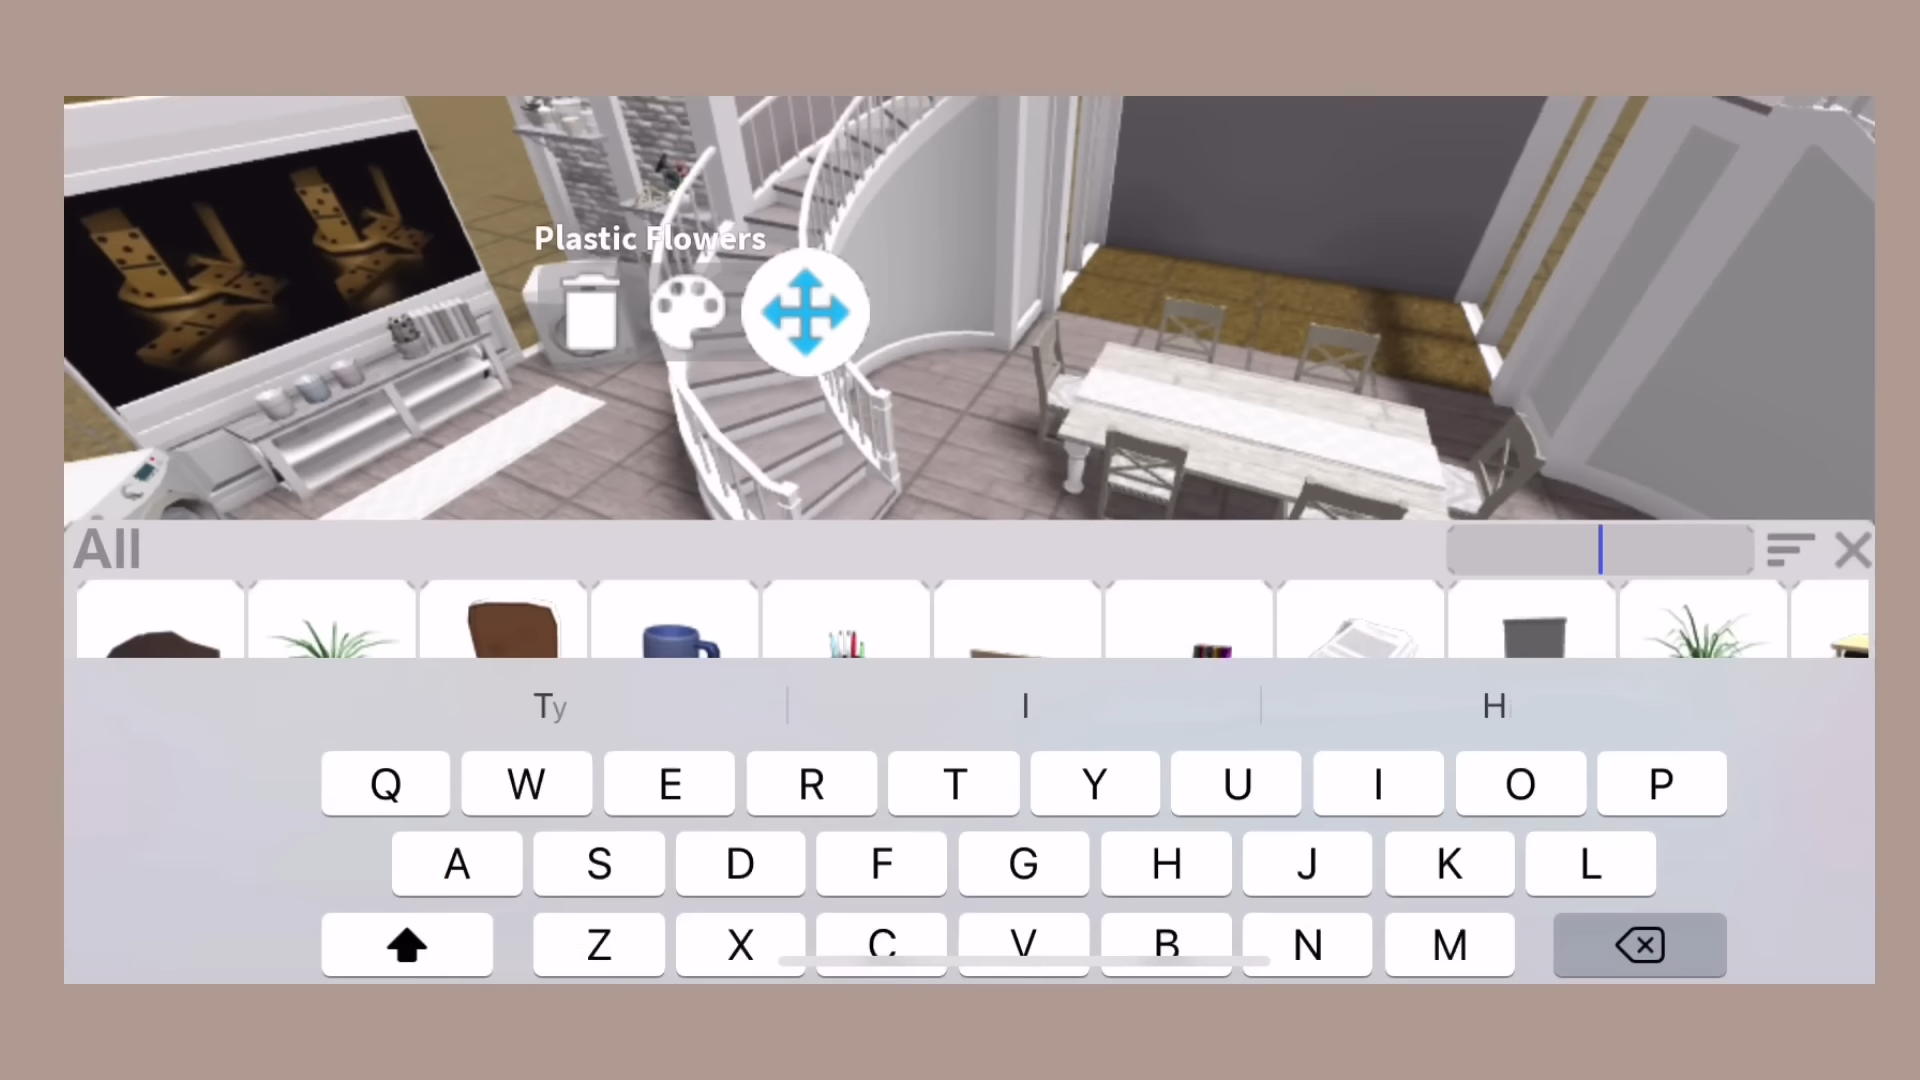 Plastic Flowers
All
Ty I H
Q W E R T Y U I O P
A S D F G H J K L
Z X C V B N M